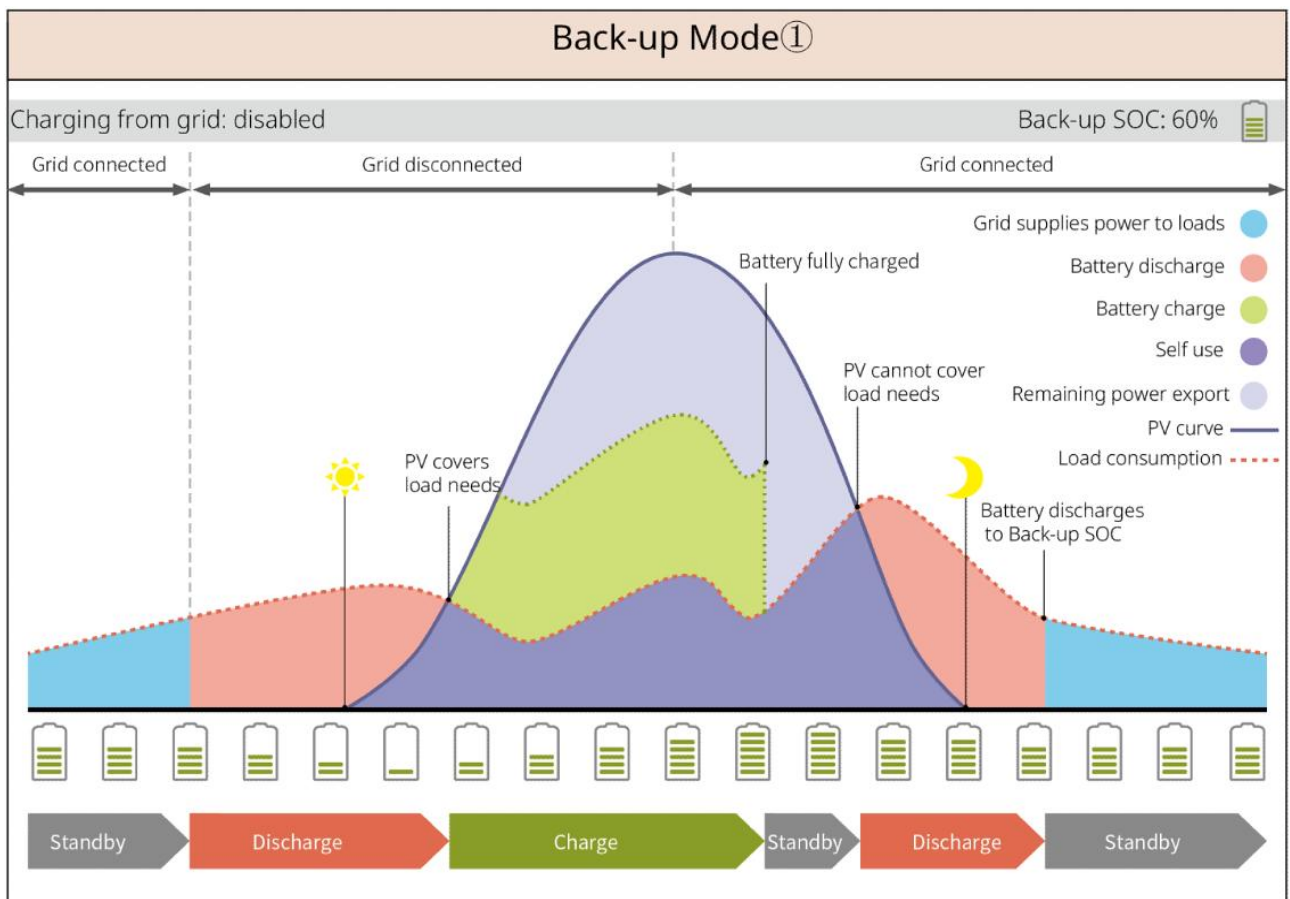 Back-up Mode①
Charging from grid: disabled
Back-up SOC: 60%
Grid connected
Grid disconnected
Grid connected
Grid supplies power to loads
Battery discharge
Battery charge
Self use
Remaining power export
PV curve
Load consumption
Battery fully charged
PV cannot cover
load needs
PV covers
load needs
Battery discharges
to Back-up SOC
Standby
Discharge
Charge
Standby
Discharge
Standby